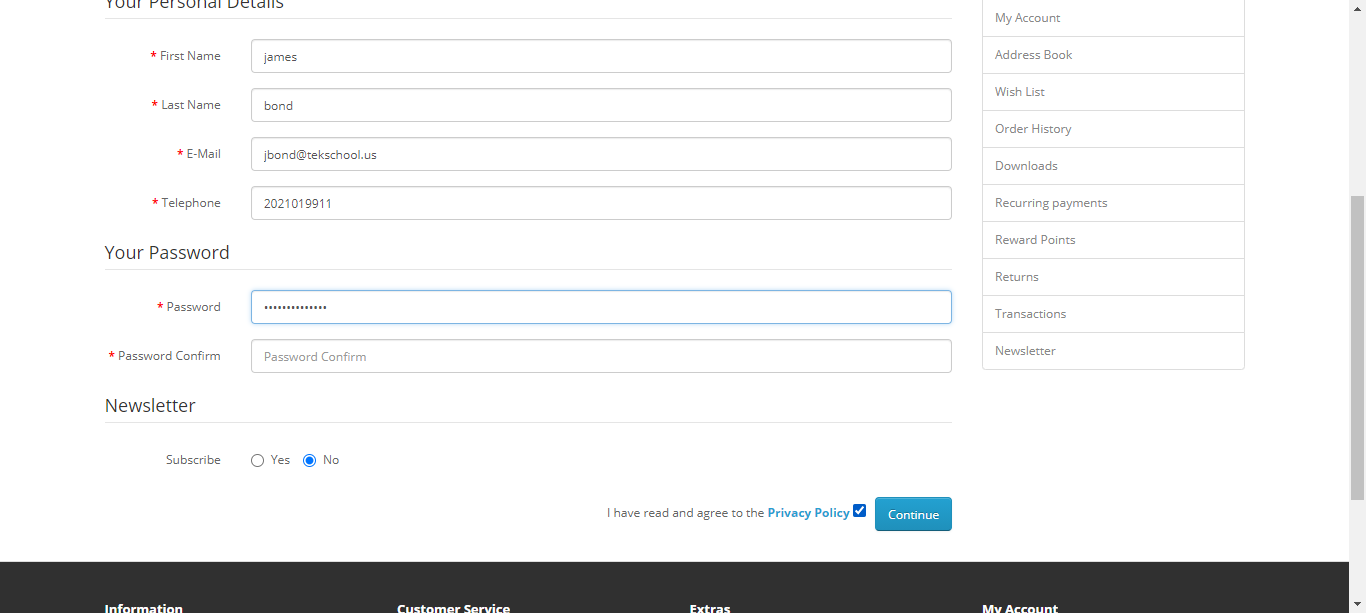 Your Personal Details
* First Name
james
* Last Name
bond
* E-Mail
jbond@tekschool.us
* Telephone
2021019911
Your Password
* Password
••••••••••••••
* Password Confirm
Password Confirm
Newsletter
Subscribe
Yes
No
I have read and agree to the Privacy Policy
Continue
My Account
Address Book
Wish List
Order History
Downloads
Recurring payments
Reward Points
Returns
Transactions
Newsletter
Information
Customer Service
Extras
My Account